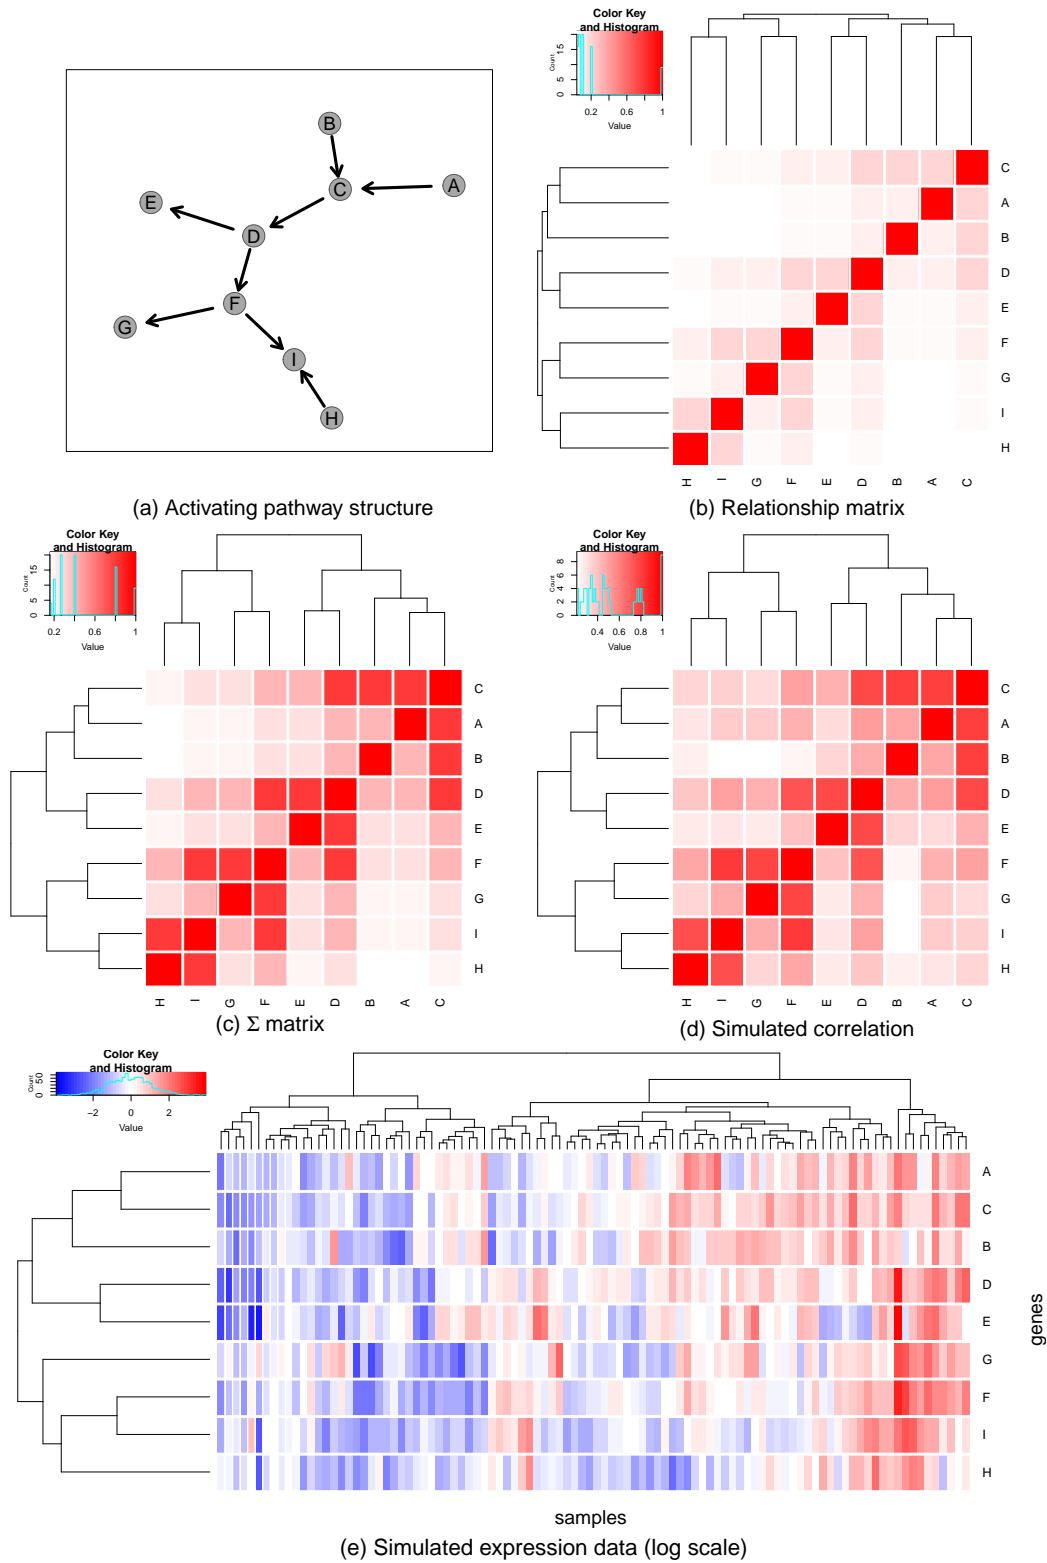 B
C
A
E
D
F
G
I
H
(a) Activating pathway structure
Color Key
and Histogram
Count
0 5 15
0.2 0.6 1
Value
C
A
B
D
E
F
G
I
H
H I G F E D B A C
(b) Relationship matrix
Color Key
and Histogram
Count
0 5 15
0.2 0.6 1
Value
C
A
B
D
E
F
G
I
H
H I G F E D B A C
(c) Σ matrix
Color Key
and Histogram
Count
0 2 4 6 8
0.4 0.6 0.8 1
Value
C
A
B
D
E
F
G
I
H
H I G F E D B A C
(d) Simulated correlation
Color Key
and Histogram
Count
0 50
−2 0 2
Value
A
C
B
D
E
G
F
I
H
genes
samples
(e) Simulated expression data (log scale)